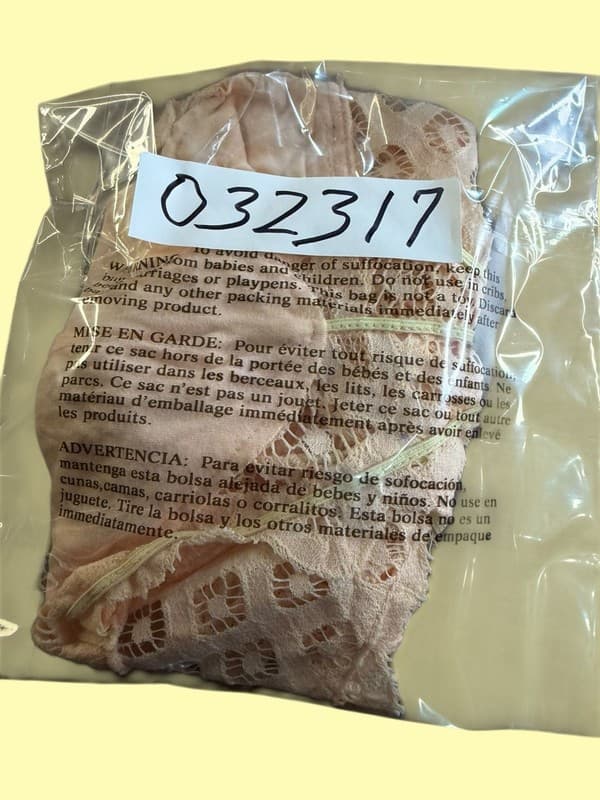 032317
To avoid danger of suffocation, keep this
WARNING from babies and children. Do not use in cribs,
carriages or playpens. This bag is not a toy. Discard
and any other packing materials immediately after
removing product.
MISE EN GARDE: Pour éviter tout risque de suffocation,
tenir ce sac hors de la portée des bébés et des enfants Ne
pas utiliser dans les berceaux, les lits, les carrosses ou les
parcs. Ce sac n'est pas un jouet. Jeter ce sac ou tout autre
matériau d'emballage immédiatement après avoir enlevé
les produits.
ADVERTENCIA: Para evitar riesgo de sofocación,
mantenga esta bolsa alejada de bebes y niños. No use en
cunas,camas, carriolas o corralitos. Esta bolsa no es un
juguete. Tire la bolsa y los otros materiales de empaque
immediatamente.